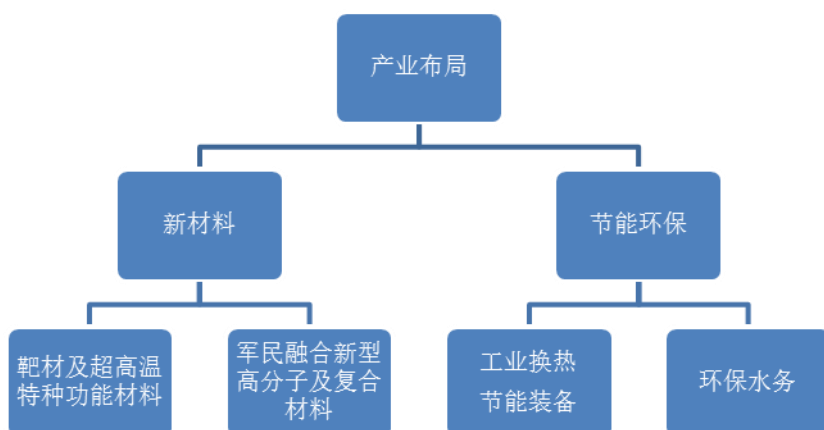 产业布局
新材料
节能环保
靶材及超高温
特种功能材料
军民融合新型
高分子及复合
材料
工业换热
节能装备
环保水务